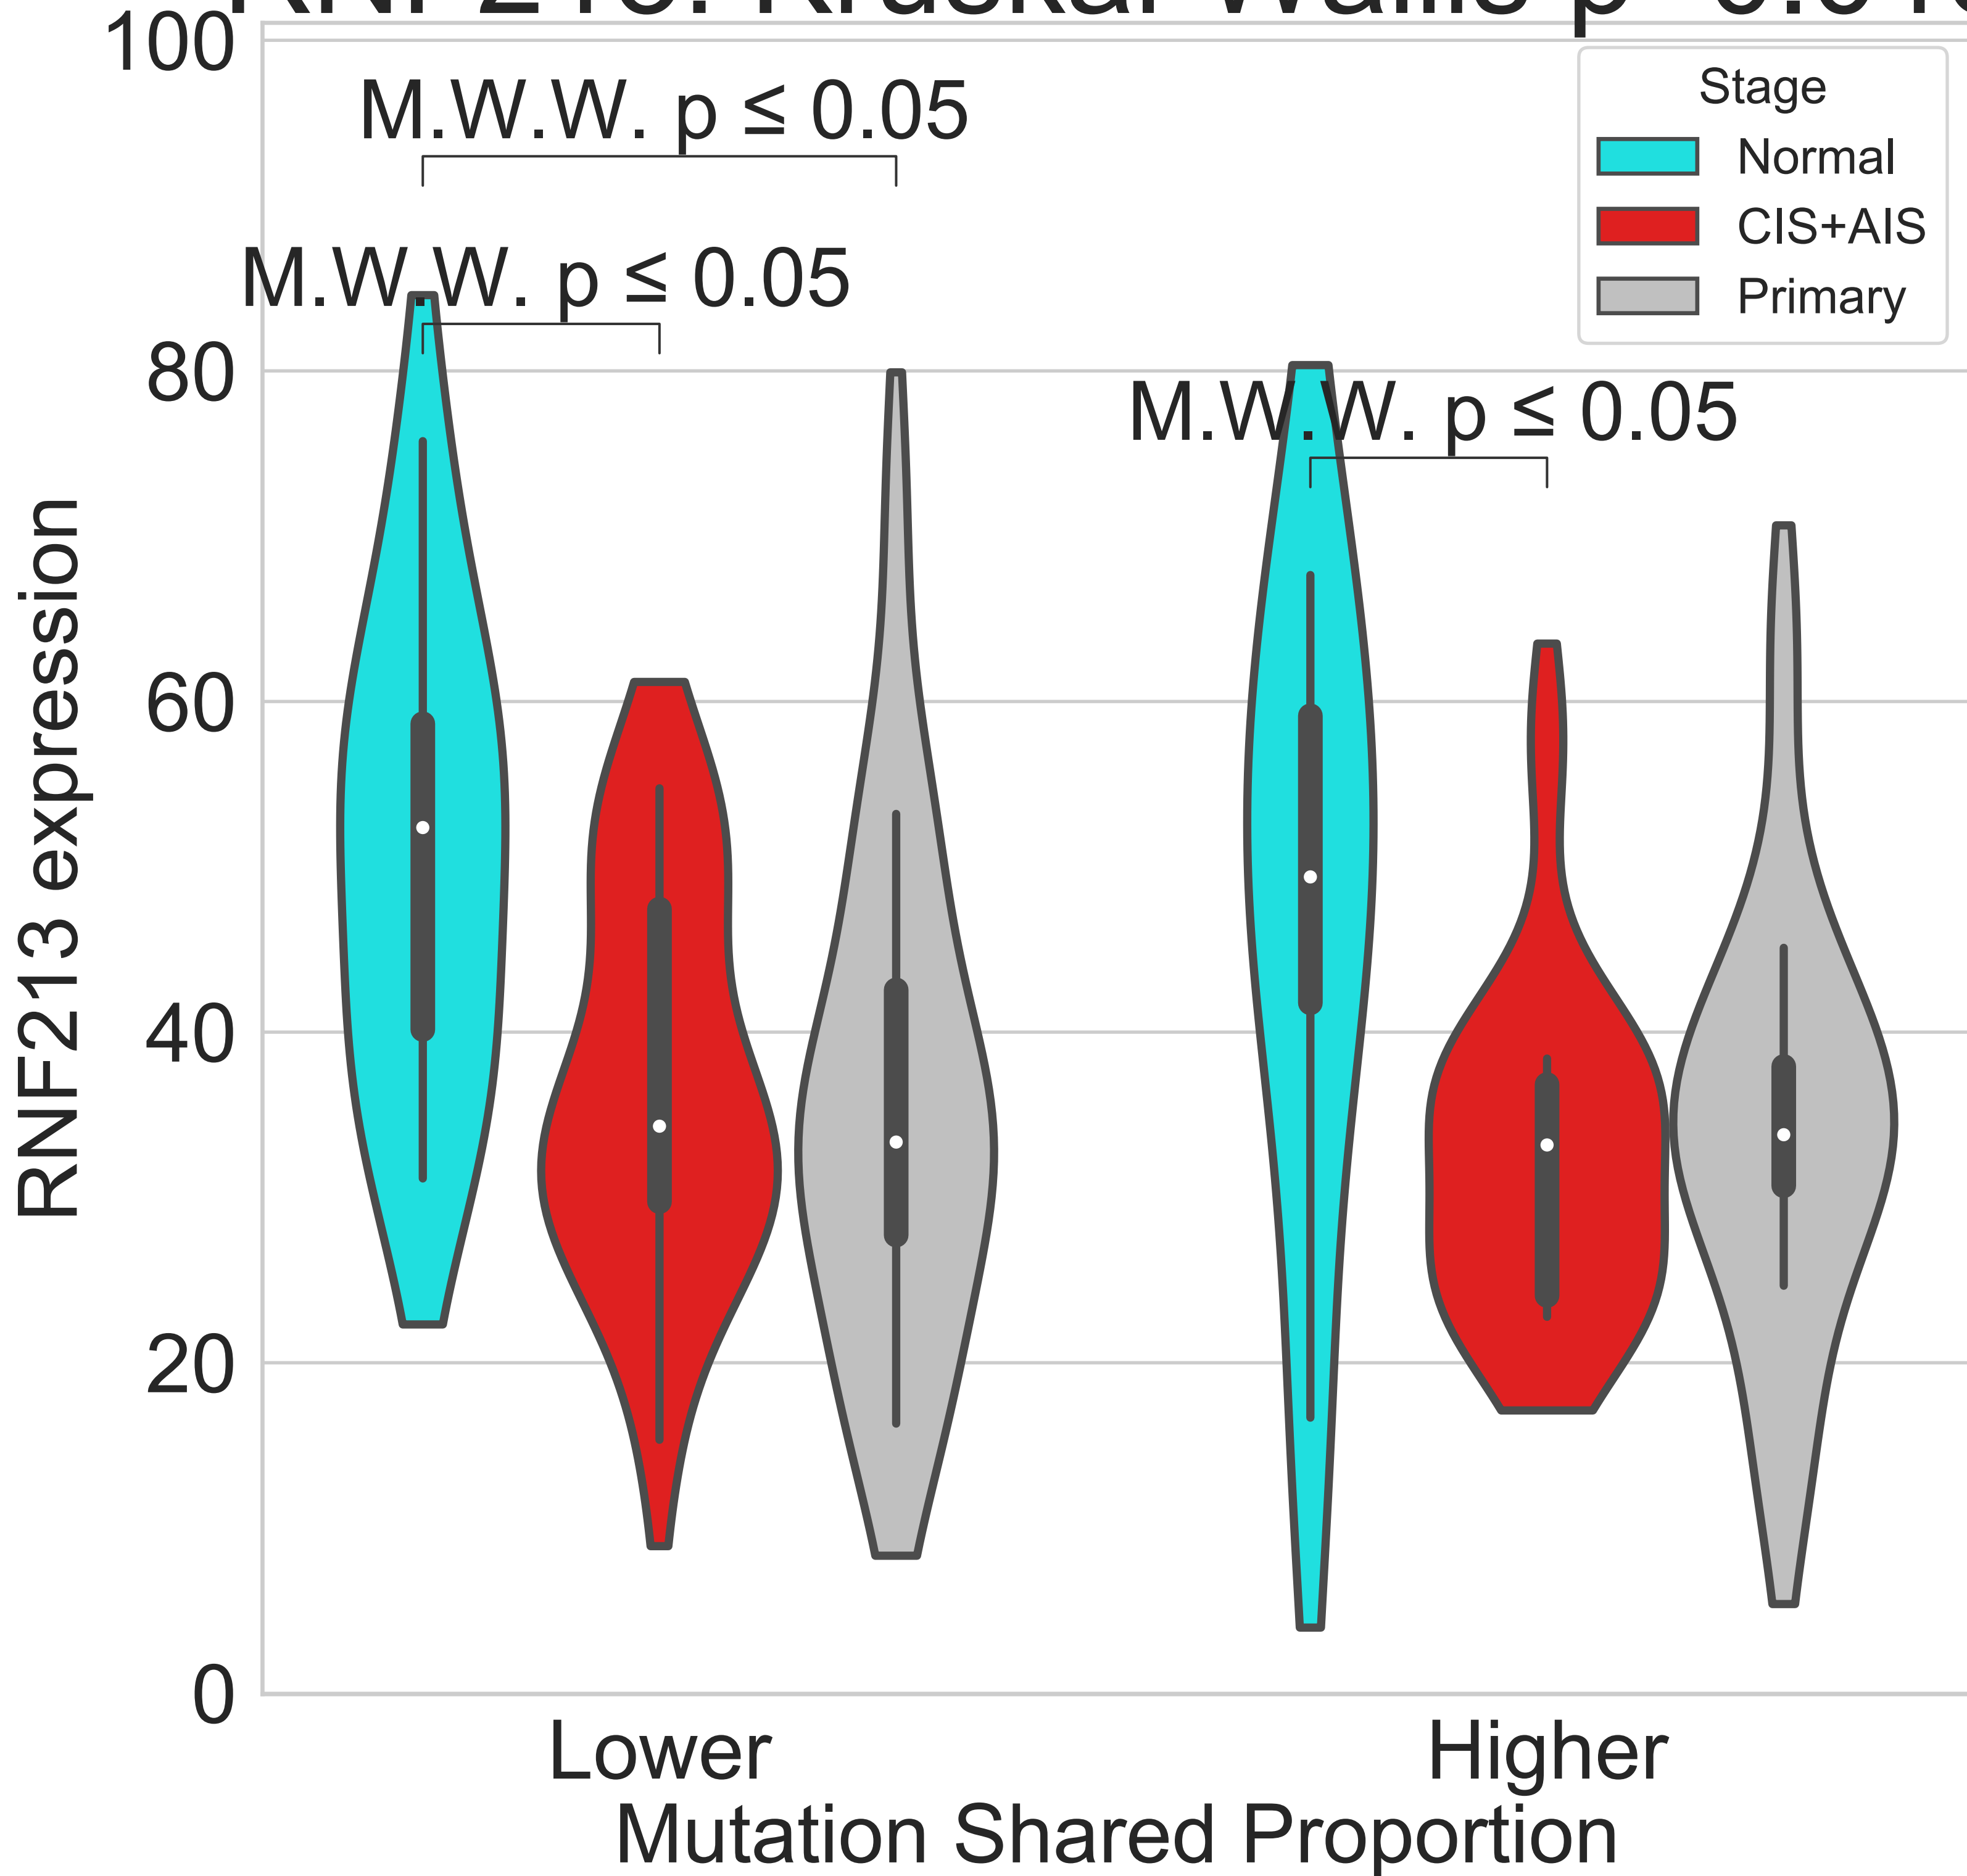 100
M.W.W. p ≤ 0.05
M.W.W. p ≤ 0.05
M.W.W. p ≤ 0.05
Stage
Normal
CIS+AIS
Primary
80
60
40
20
0
RNF213 expression
Lower
Higher
Mutation Shared Proportion